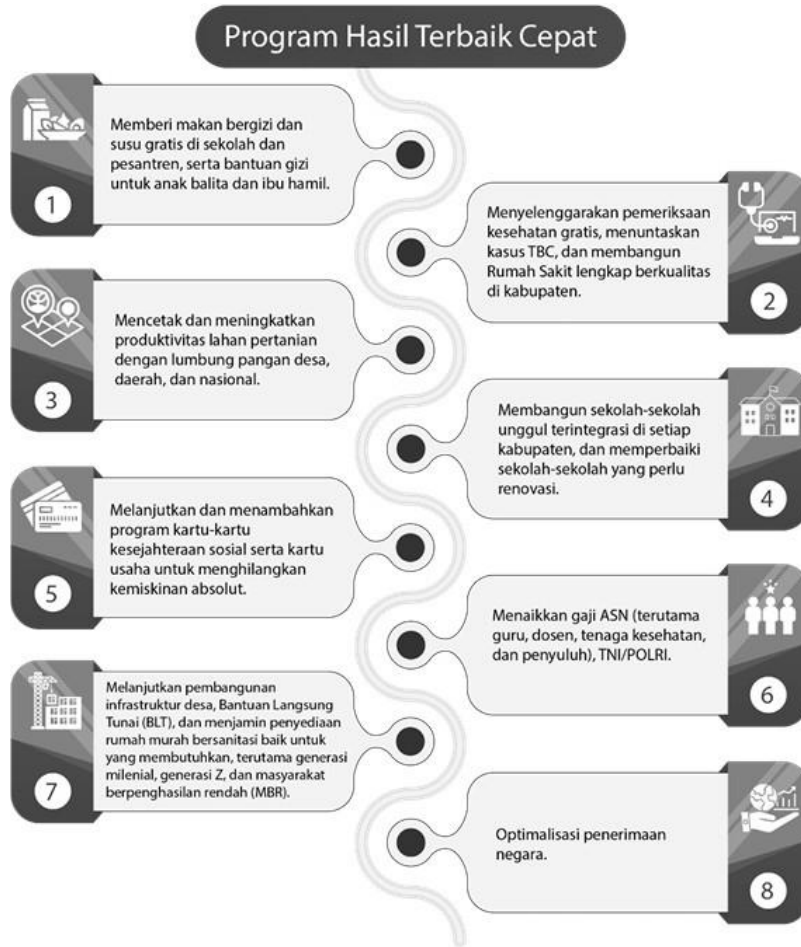 Program Hasil Terbaik Cepat
Memberi makan bergizi dan
susu gratis di sekolah dan
pesantren, serta bantuan gizi
untuk anak balita dan ibu hamil.
1
Menyelenggarakan pemeriksaan
kesehatan gratis, menuntaskan
kasus TBC, dan membangun
Rumah Sakit lengkap berkualitas
di kabupaten.
2
Mencetak dan meningkatkan
produktivitas lahan pertanian
dengan lumbung pangan desa,
daerah, dan nasional.
3
Membangun sekolah-sekolah
unggul terintegrasi di setiap
kabupaten, dan memperbaiki
sekolah-sekolah yang perlu
renovasi.
4
Melanjutkan dan menambahkan
program kartu-kartu
kesejahteraan sosial serta kartu
usaha untuk menghilangkan
kemiskinan absolut.
5
Menaikkan gaji ASN (terutama
guru, dosen, tenaga kesehatan,
dan penyuluh), TNI/POLRI.
6
Melanjutkan pembangunan
infrastruktur desa, Bantuan Langsung
Tunai (BLT), dan menjamin penyediaan
rumah murah bersanitasi baik untuk
yang membutuhkan, terutama generasi
milenial, generasi Z, dan masyarakat
berpenghasilan rendah (MBR).
7
Optimalisasi penerimaan
negara.
8